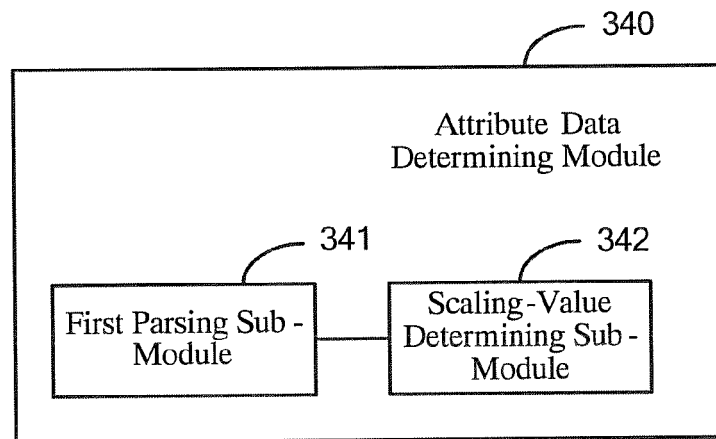 340
Attribute Data
Determining Module
341
342
First Parsing Sub -
Module
Scaling-Value
Determining Sub -
Module